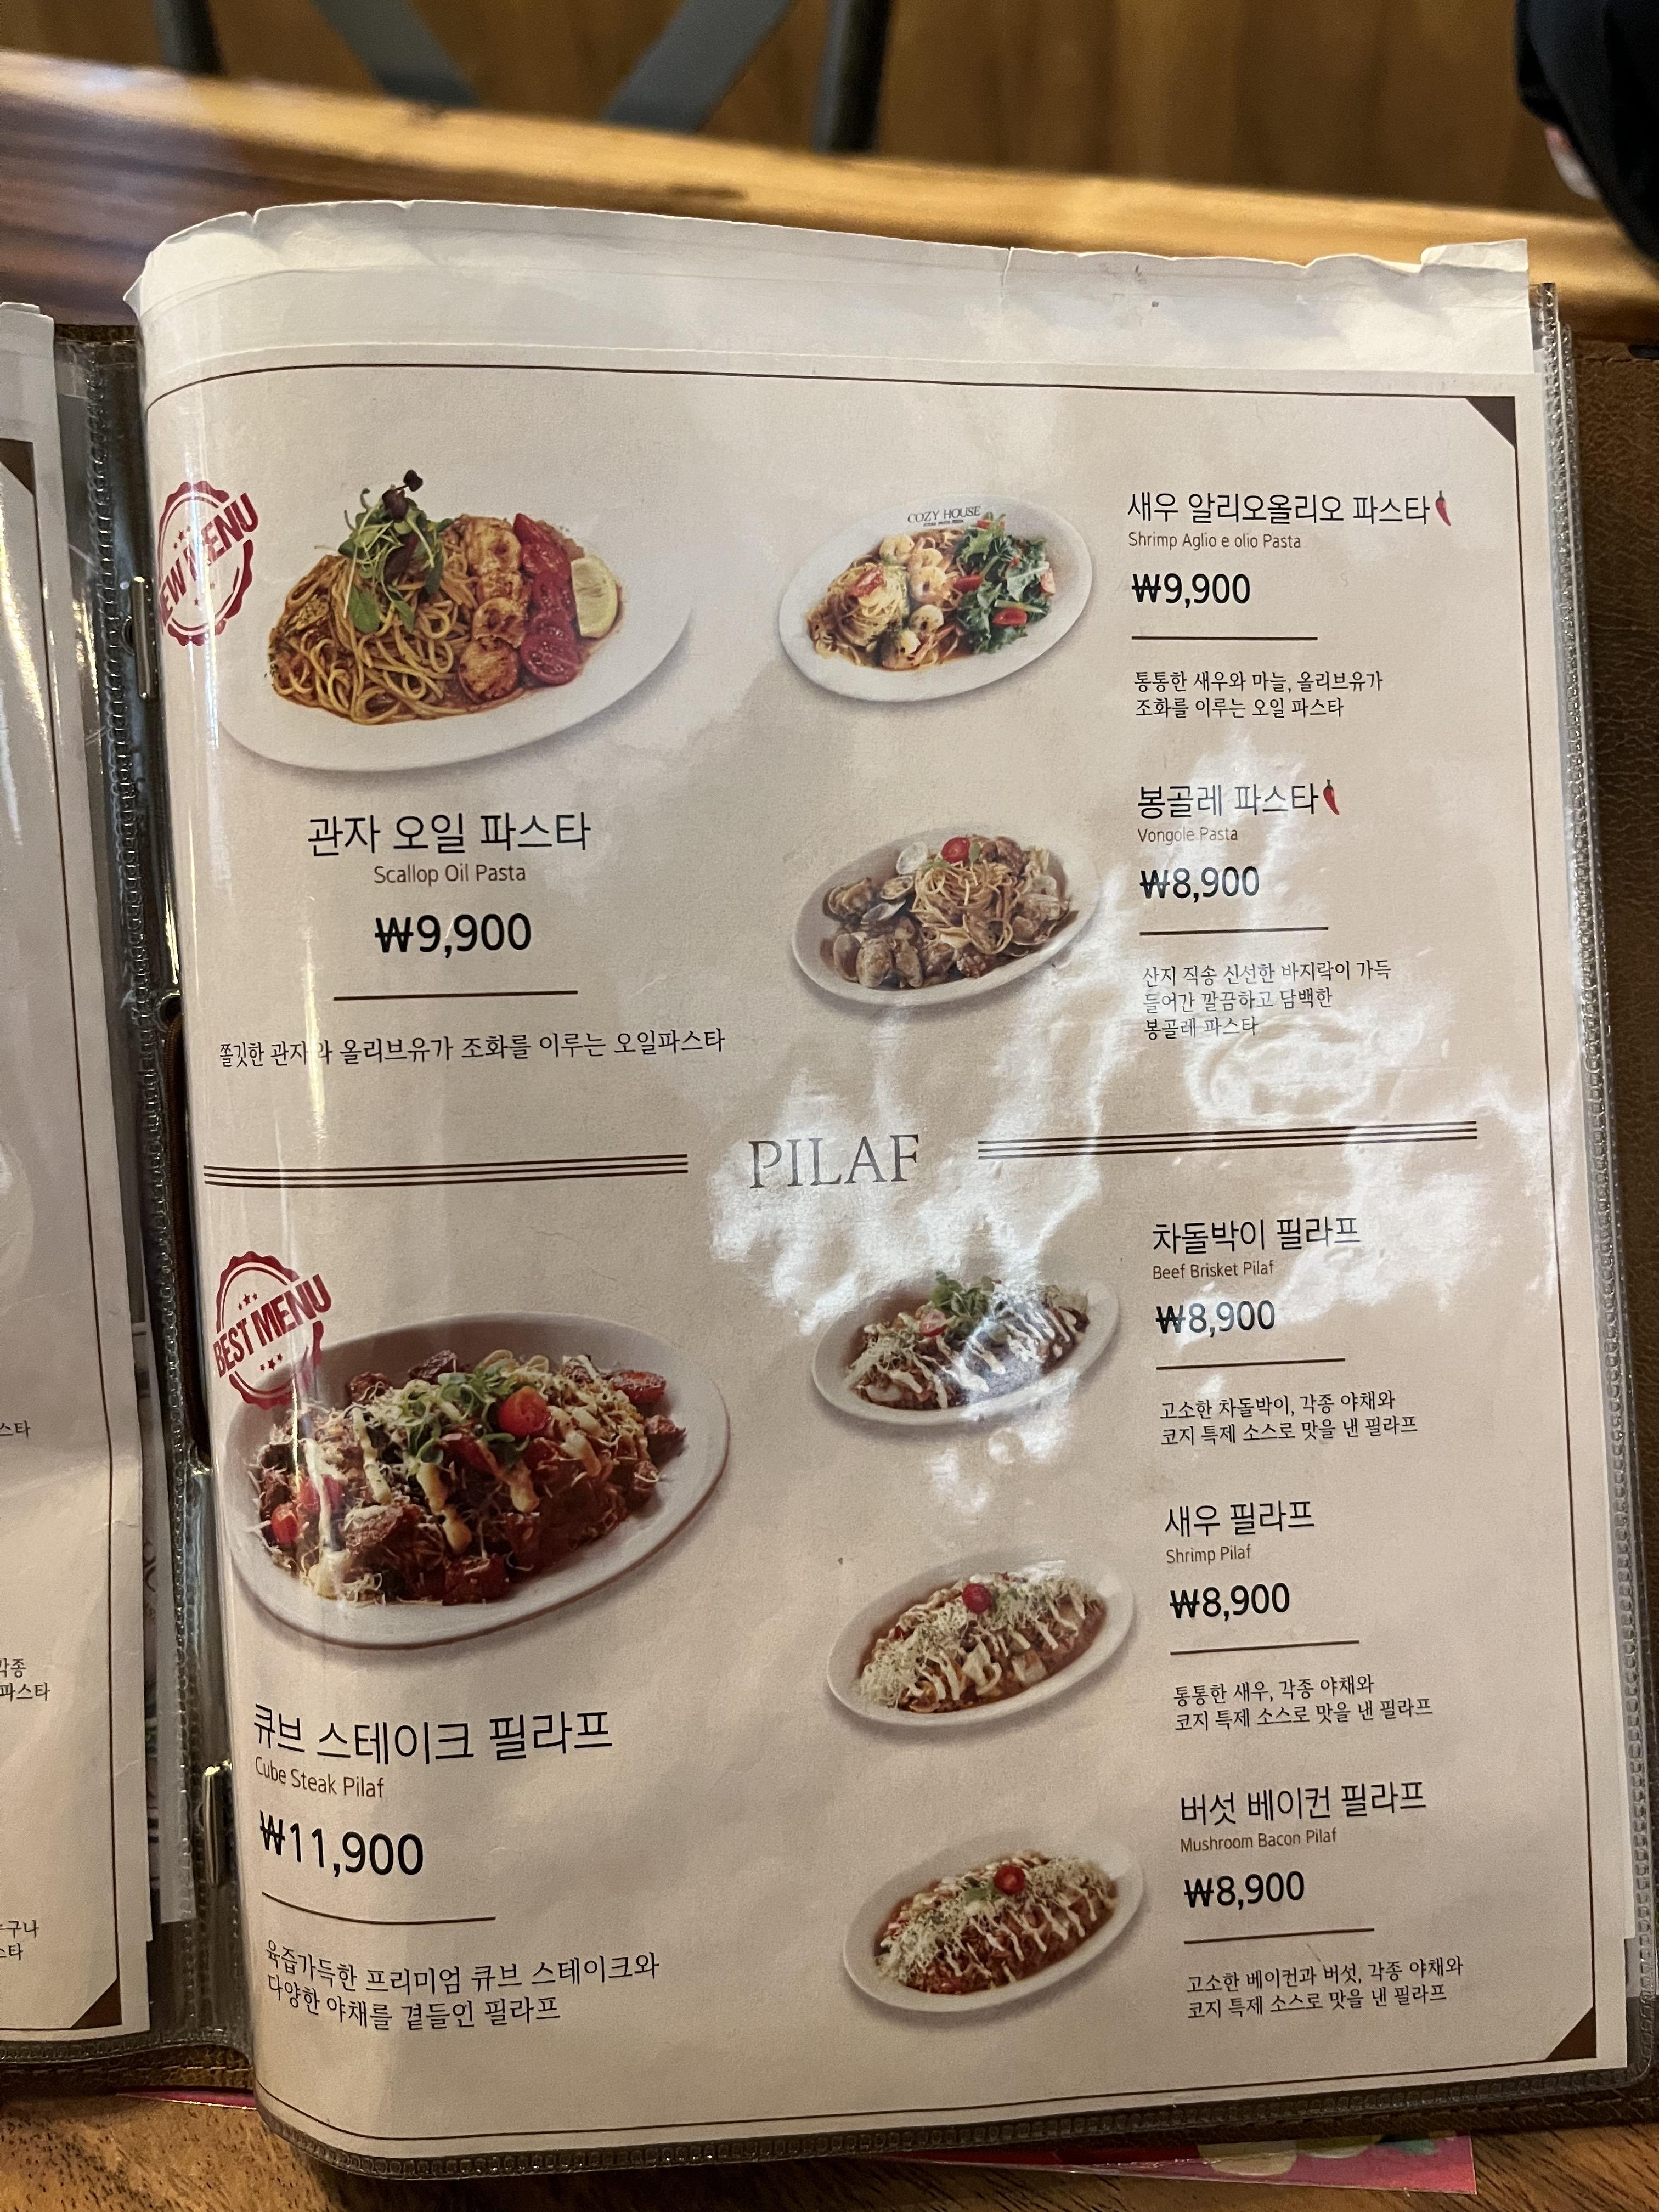 NEW MENU
관자 오일 파스타
Scallop Oil Pasta
₩9,900
쫄깃한 관자와 올리브유가 조화를 이루는 오일파스타
COZY HOUSE
새우 알리오올리오 파스타
Shrimp Aglio e olio Pasta
₩9,900
통통한 새우와 마늘, 올리브유가
조화를 이루는 오일 파스타
봉골레 파스타
Vongole Pasta
₩8,900
산지 직송 신선한 바지락이 가득
들어간 깔끔하고 담백한
봉골레 파스타
PILAF
BEST MENU
큐브 스테이크 필라프
Cube Steak Pilaf
₩11,900
육즙가득한 프리미엄 큐브 스테이크와
다양한 야채를 곁들인 필라프
차돌박이 필라프
Beef Brisket Pilaf
₩8,900
고소한 차돌박이, 각종 야채와
코지 특제 소스로 맛을 낸 필라프
새우 필라프
Shrimp Pilaf
₩8,900
통통한 새우, 각종 야채와
코지 특제 소스로 맛을 낸 필라프
버섯 베이컨 필라프
Mushroom Bacon Pilaf
₩8,900
고소한 베이컨과 버섯, 각종 야채와
코지 특제 소스로 맛을 낸 필라프